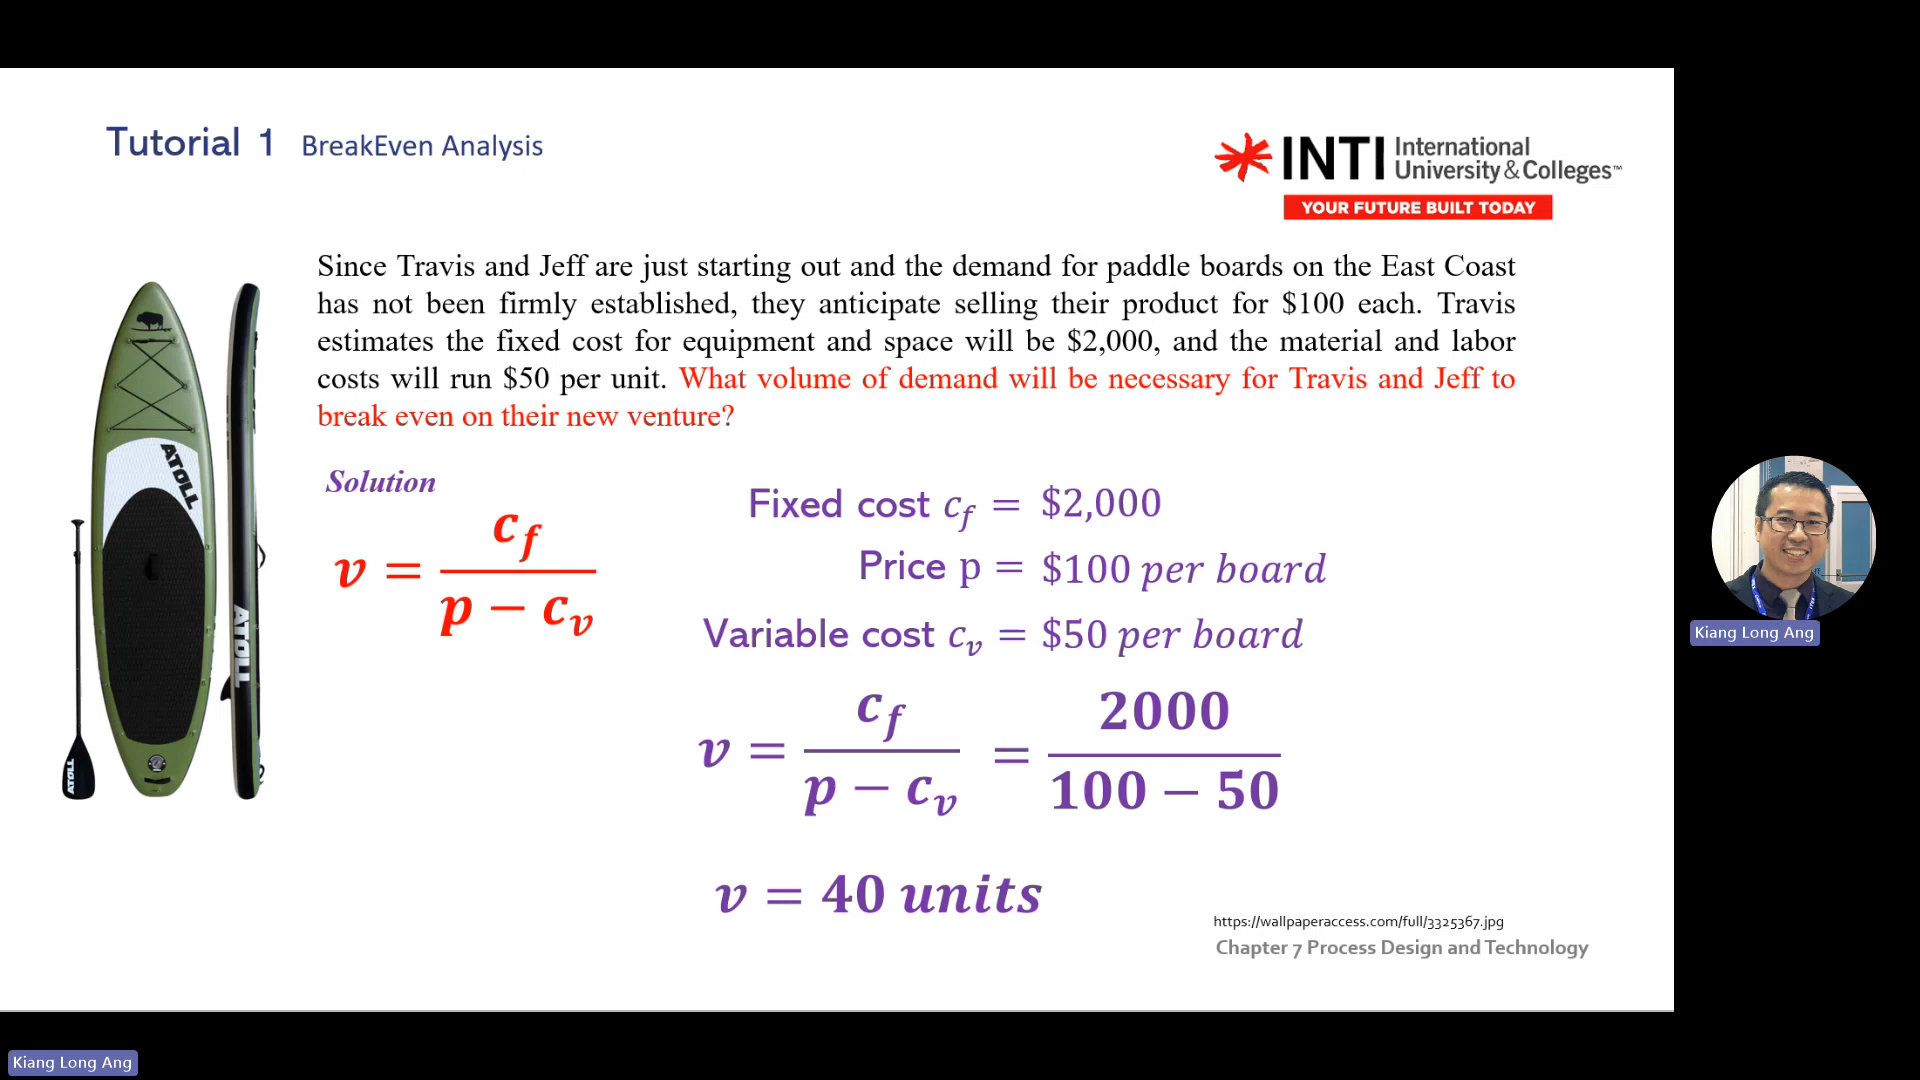 Tutorial 1 BreakEven Analysis
INTI International University & Colleges™
YOUR FUTURE BUILT TODAY
Since Travis and Jeff are just starting out and the demand for paddle boards on the East Coast
has not been firmly established, they anticipate selling their product for $100 each. Travis
estimates the fixed cost for equipment and space will be $2,000, and the material and labor
costs will run $50 per unit. What volume of demand will be necessary for Travis and Jeff to
break even on their new venture?
Solution
v = c_f / (p − c_v)
Fixed cost c_f = $2,000
Price p = $100 per board
Variable cost c_v = $50 per board
v = c_f / (p − c_v) = 2000 / (100 − 50)
v = 40 units
ATOLL
ATOLL
ATOLL
https://wallpaperaccess.com/full/3325367.jpg
Chapter 7 Process Design and Technology
Kiang Long Ang
Kiang Long Ang